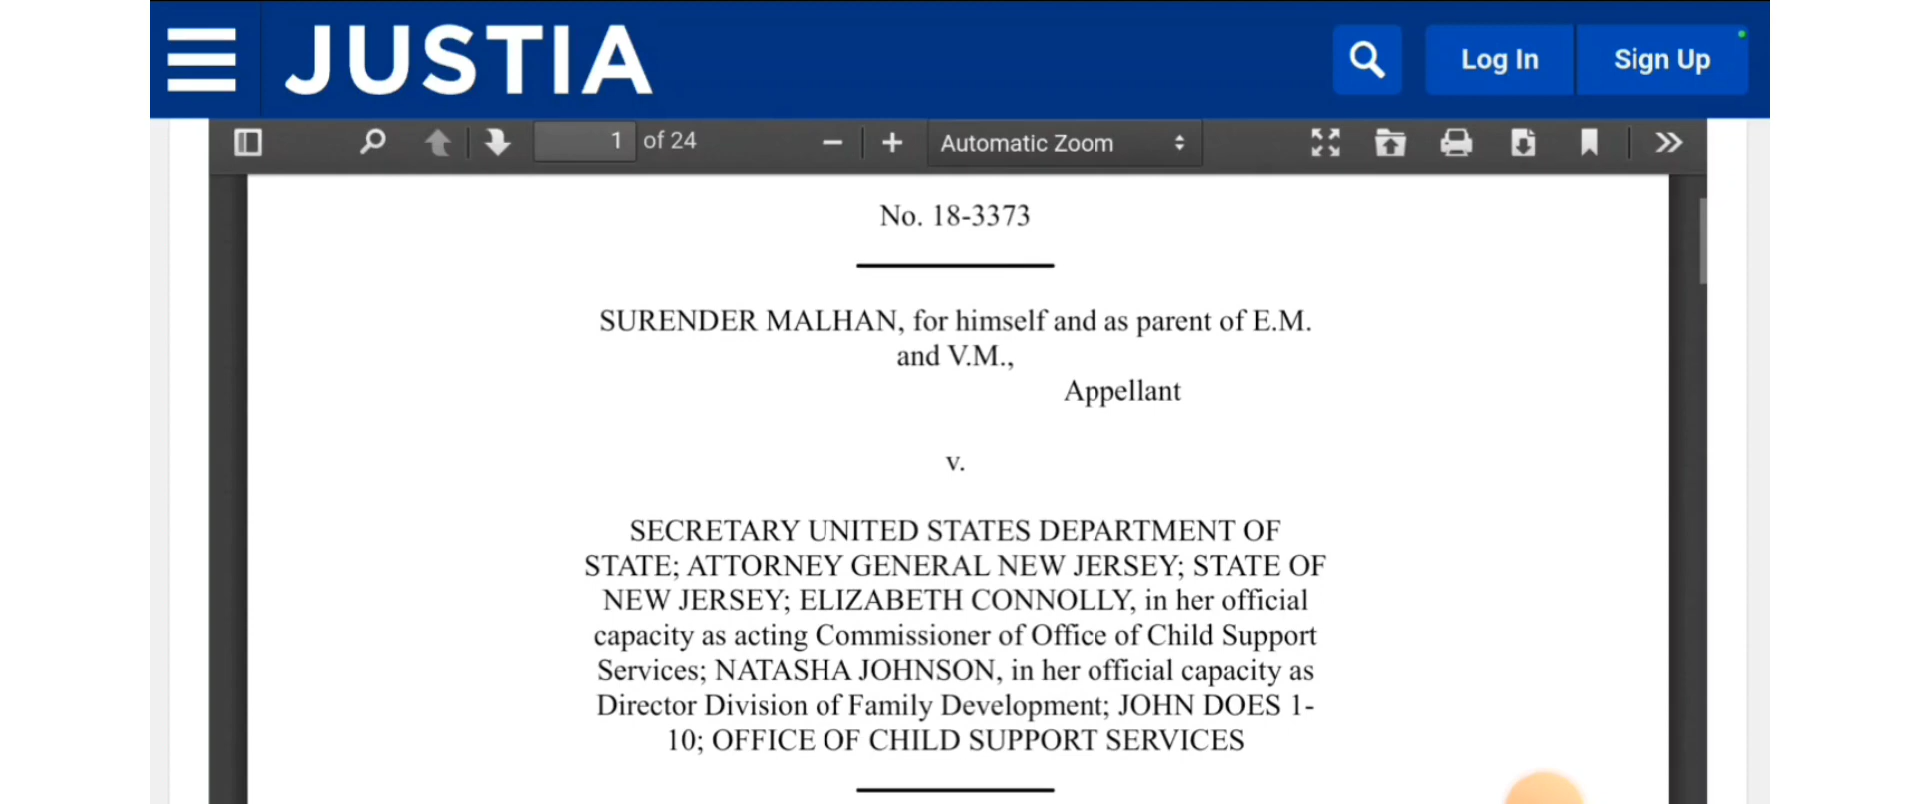 JUSTIA
Log In
Sign Up
1 of 24
Automatic Zoom
No. 18-3373
SURENDER MALHAN, for himself and as parent of E.M.
and V.M.,
Appellant
v.
SECRETARY UNITED STATES DEPARTMENT OF
STATE; ATTORNEY GENERAL NEW JERSEY; STATE OF
NEW JERSEY; ELIZABETH CONNOLLY, in her official
capacity as acting Commissioner of Office of Child Support
Services; NATASHA JOHNSON, in her official capacity as
Director Division of Family Development; JOHN DOES 1-
10; OFFICE OF CHILD SUPPORT SERVICES